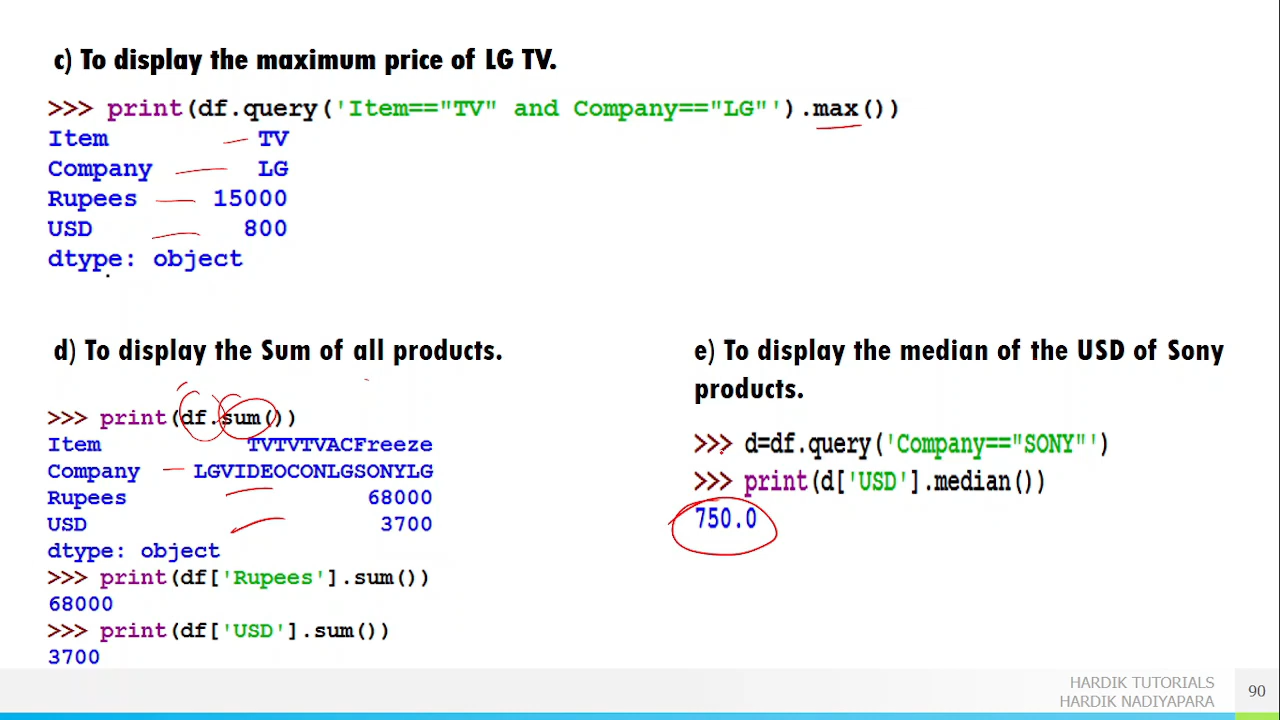 c) To display the maximum price of LG TV.
>>> print(df.query('Item=="TV" and Company=="LG"').max())
Item TV
Company LG
Rupees 15000
USD 800
dtype: object
d) To display the Sum of all products.
>>> print(df.sum())
Item TVTVTVACFreeze
Company LGVIDEOCONLGSONYLG
Rupees 68000
USD 3700
dtype: object
>>> print(df['Rupees'].sum())
68000
>>> print(df['USD'].sum())
3700
e) To display the median of the USD of Sony
products.
>>> d=df.query('Company=="SONY"')
>>> print(d['USD'].median())
750.0
HARDIK TUTORIALS
HARDIK NADIYAPARA
90